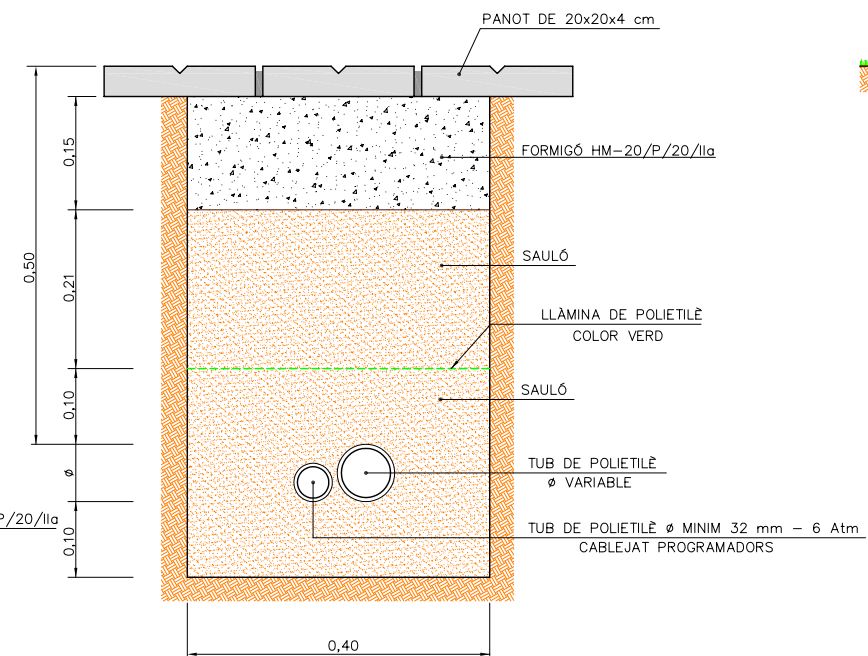 PANOT DE 20x20x4 cm
0,15
FORMIGÓ HM-20/P/20/IIa
0,50
0,21
SAULÓ
LLÀMINA DE POLIETILÈ
COLOR VERD
0,10
SAULÓ
ø
TUB DE POLIETILÈ
ø VARIABLE
P/20/IIa
0,10
TUB DE POLIETILÈ ø MINIM 32 mm - 6 Atm
CABLEJAT PROGRAMADORS
0,40